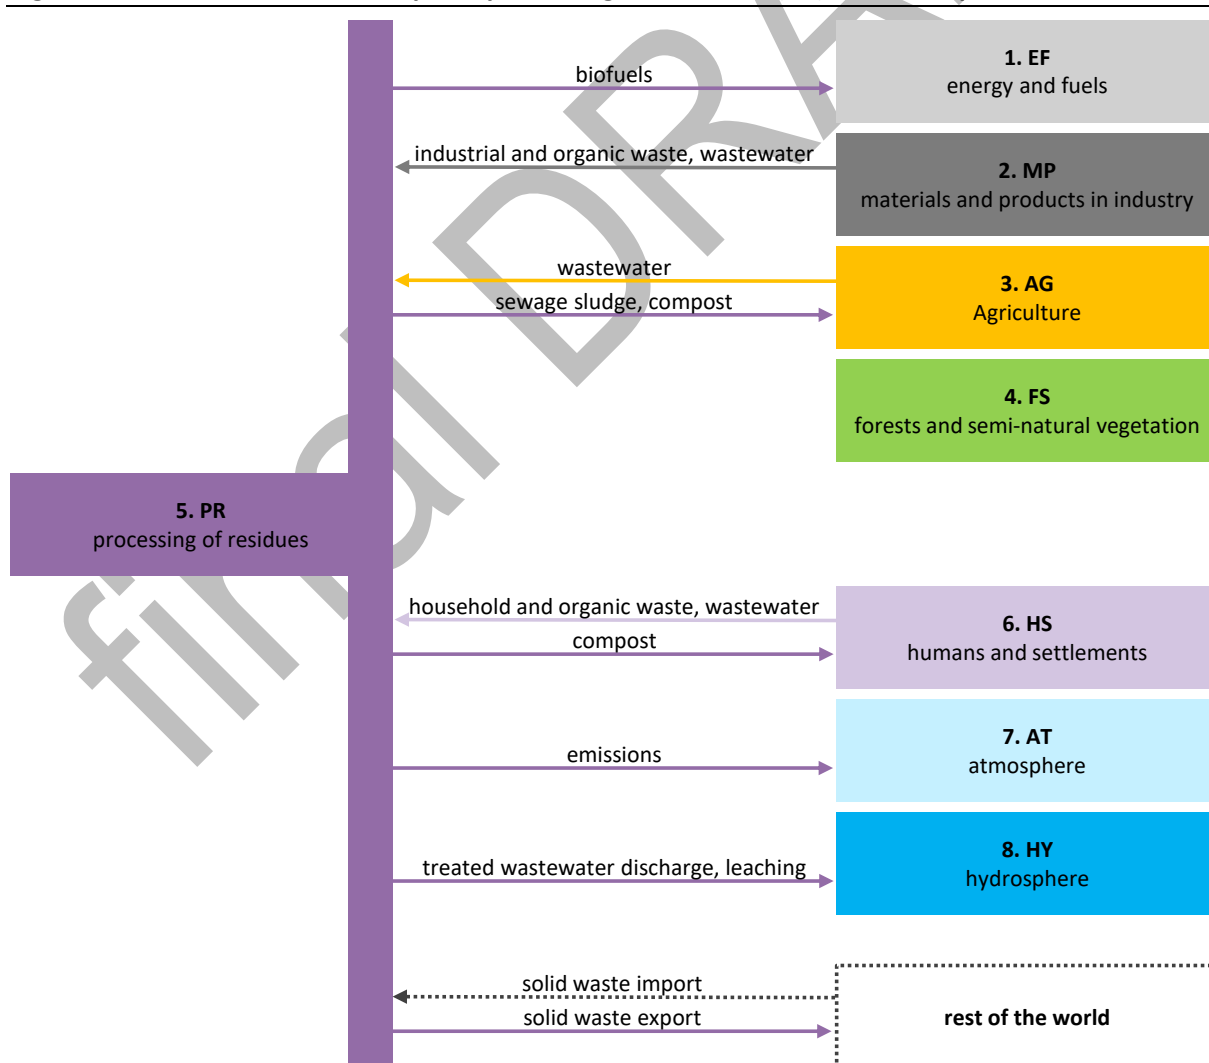 biofuels
1. EF
energy and fuels
industrial and organic waste, wastewater
2. MP
materials and products in industry
wastewater
sewage sludge, compost
3. AG
Agriculture
4. FS
forests and semi-natural vegetation
5. PR
processing of residues
household and organic waste, wastewater
compost
6. HS
humans and settlements
emissions
7. AT
atmosphere
treated wastewater discharge, leaching
8. HY
hydrosphere
solid waste import
solid waste export
rest of the world
final DRA